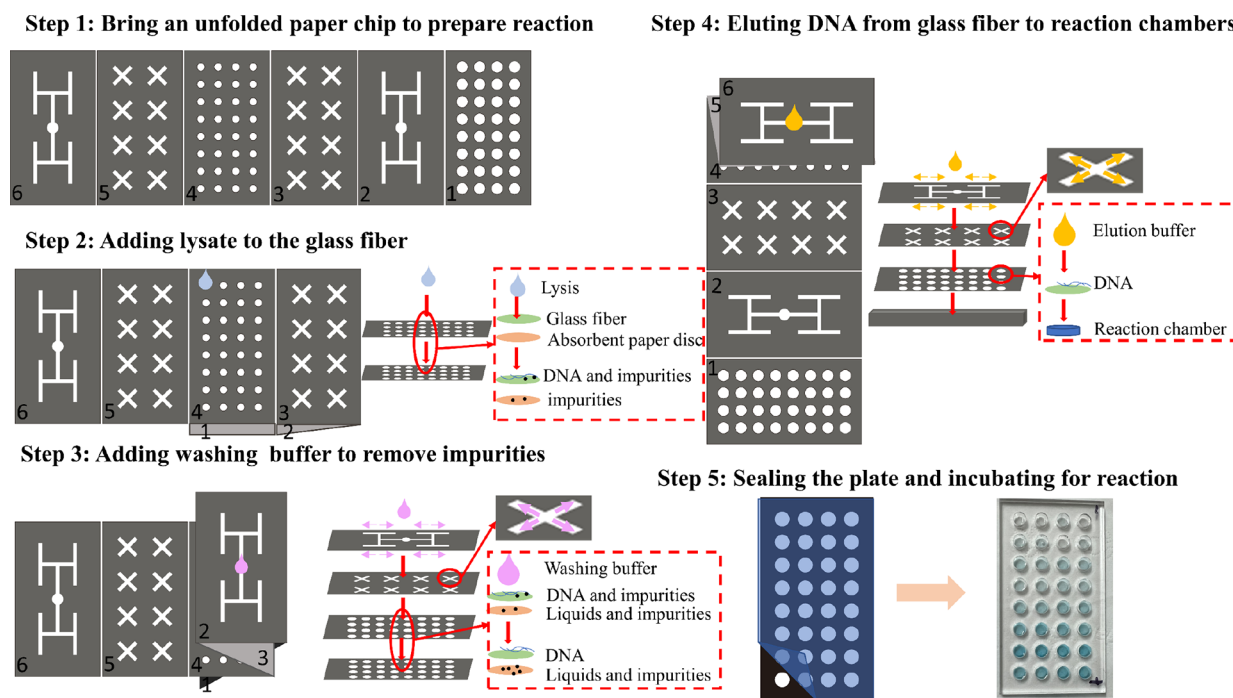 Step 1: Bring an unfolded paper chip to prepare reaction
6
5
4
3
2
1
Step 2: Adding lysate to the glass fiber
6
5
4
3
1
2
Lysis
Glass fiber
Absorbent paper disc
DNA and impurities
impurities
Step 3: Adding washing buffer to remove impurities
6
5
2
4
3
1
Washing buffer
DNA and impurities
Liquids and impurities
DNA
Liquids and impurities
Step 4: Eluting DNA from glass fiber to reaction chambers
6
5
4
3
2
1
Elution buffer
DNA
Reaction chamber
Step 5: Sealing the plate and incubating for reaction